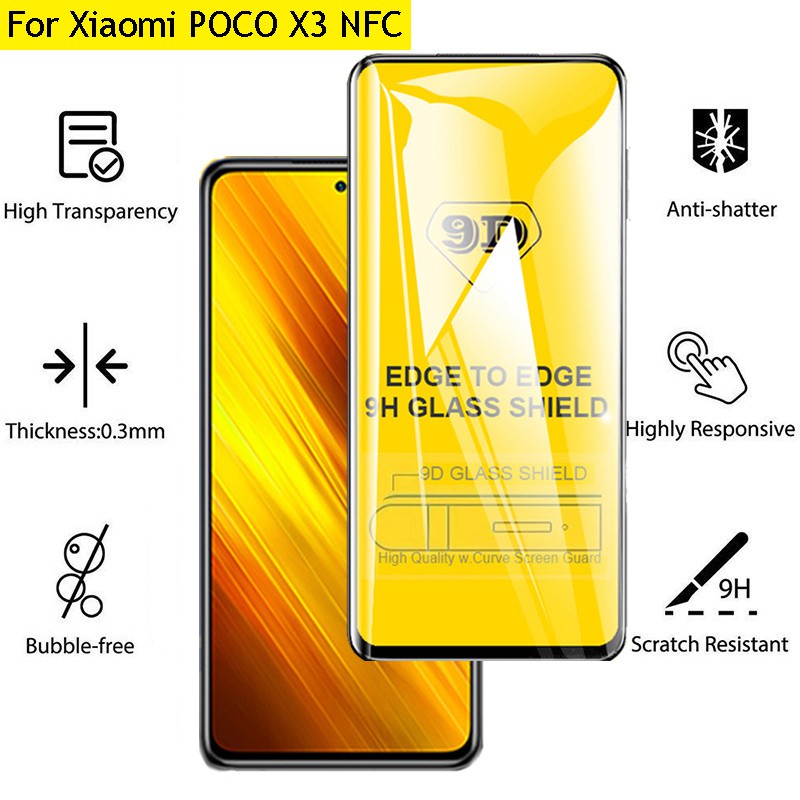 For Xiaomi POCO X3 NFC
High Transparency
Anti-shatter
9D
EDGE TO EDGE
9H GLASS SHIELD
Thickness:0.3mm
Highly Responsive
9D GLASS SHIELD
High Quality w.Curve Screen Guard
9H
Bubble-free
Scratch Resistant